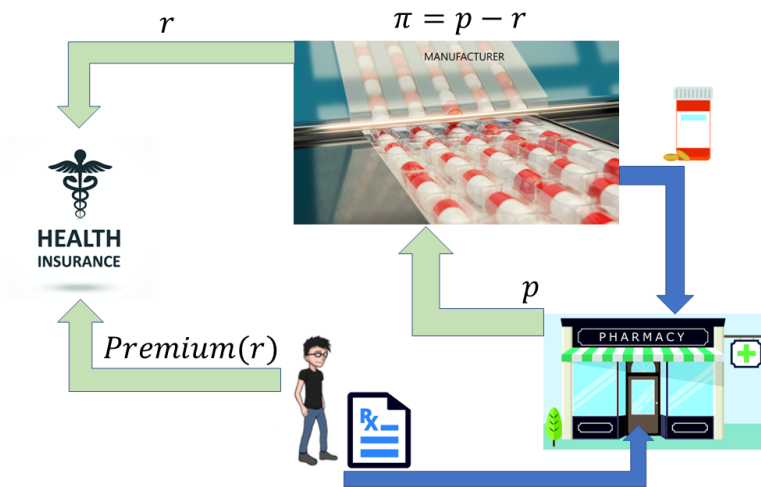 r
π = p − r
MANUFACTURER
HEALTH
INSURANCE
p
PHARMACY
Premium(r)
Rx